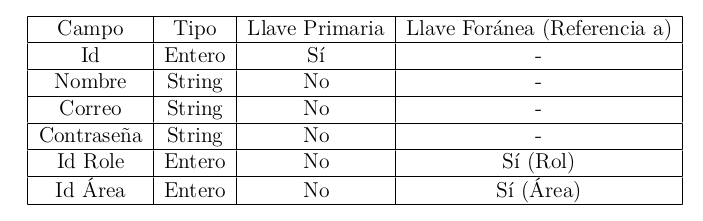 Campo Tipo Llave Primaria Llave Foránea (Referencia a)
Id Entero Sí -
Nombre String No -
Correo String No -
Contraseña String No -
Id Role Entero No Sí (Rol)
Id Área Entero No Sí (Área)